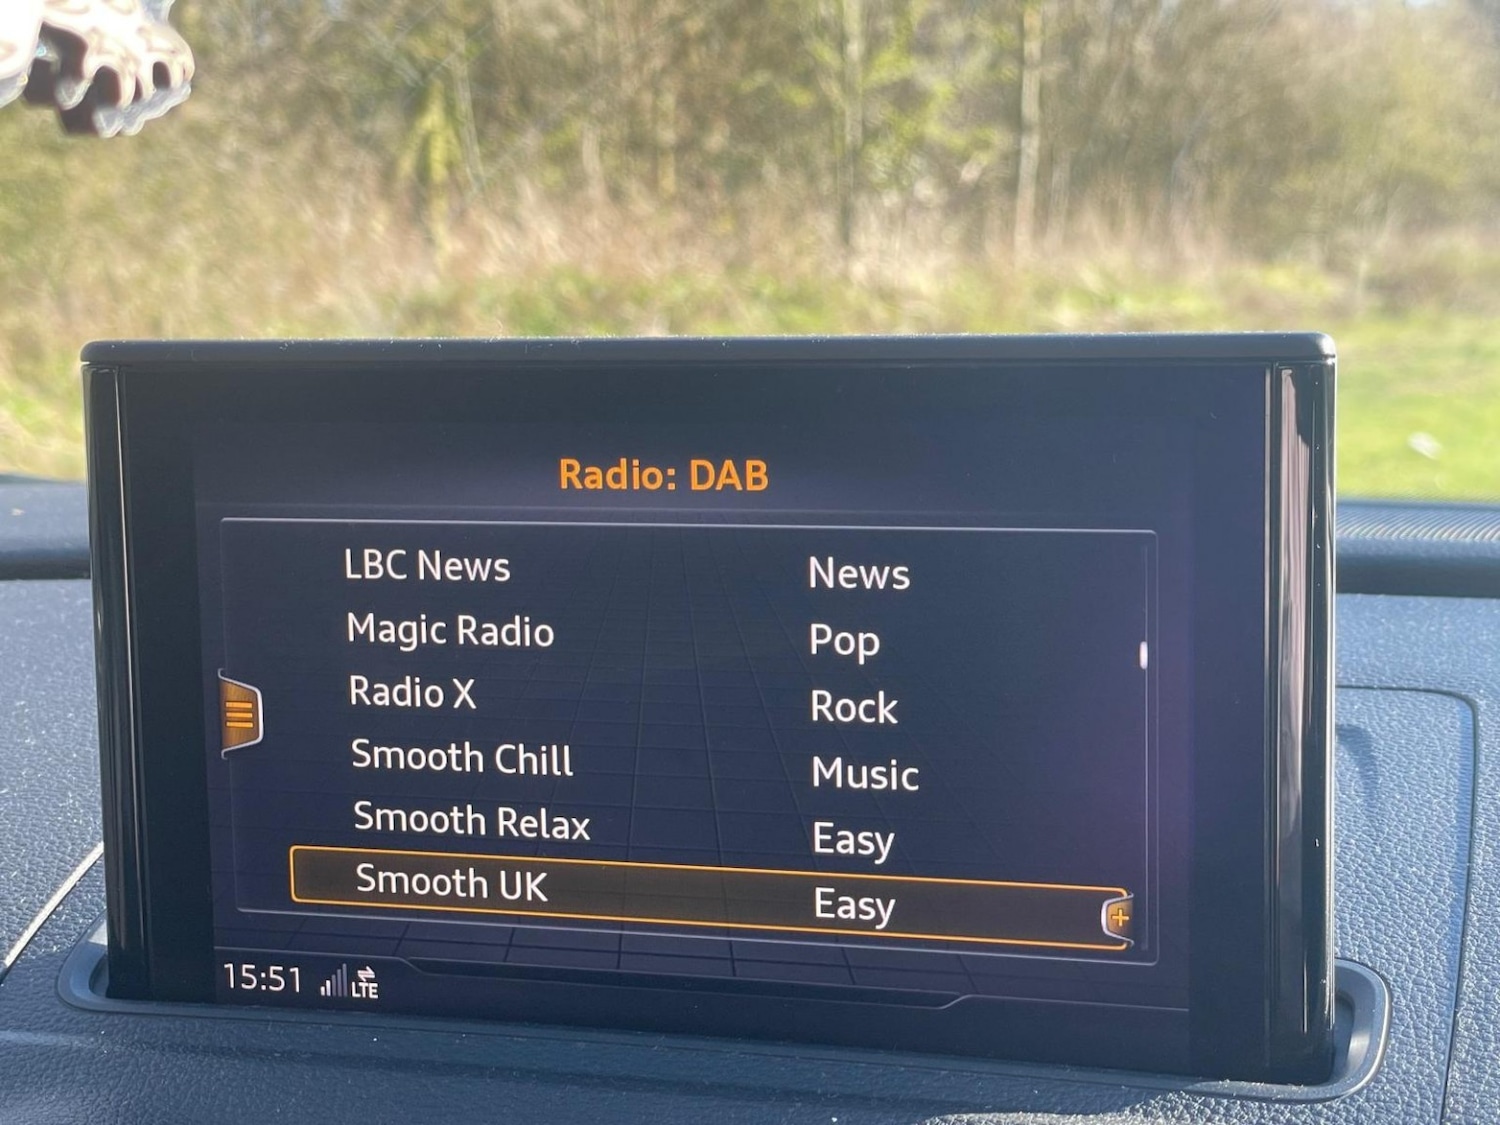 Radio: DAB
LBC News News
Magic Radio Pop
Radio X Rock
Smooth Chill Music
Smooth Relax Easy
Smooth UK Easy
15:51 LTE